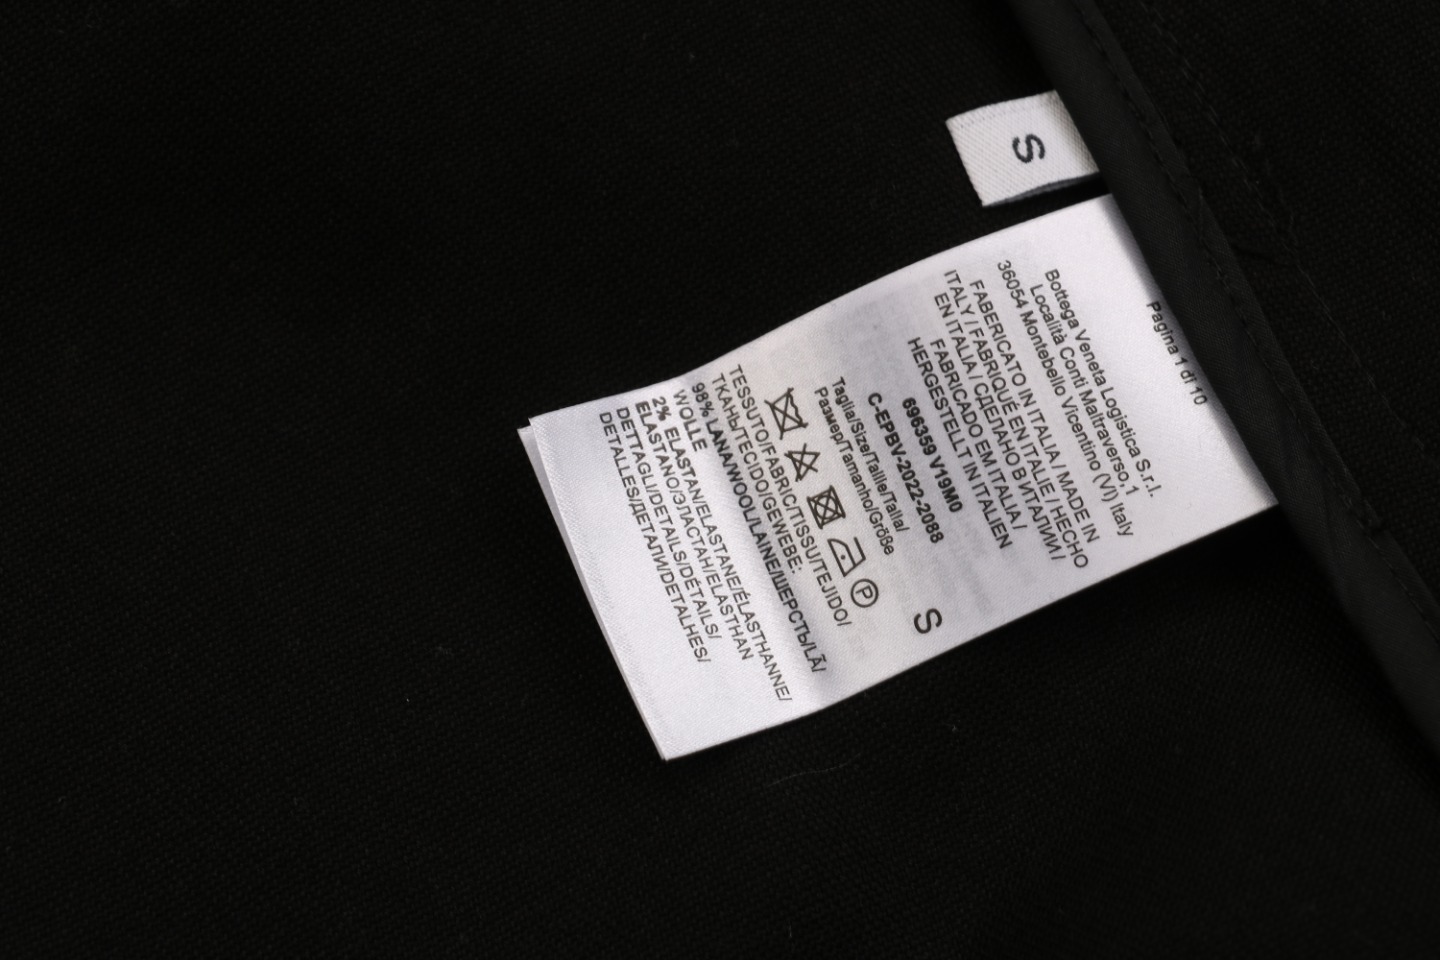 S
Pagina 1 di 10
Bottega Veneta Logistica S.r.l.
Località Conti Maltraverso,1
36054 Montebello Vicentino (VI) Italy
FABERICATO IN ITALIA / MADE IN
ITALY / FABRIQUÉ EN ITALIE / HECHO
EN ITALIA / СДЕЛАНО В ИТАЛИИ /
FABRICADO EM ITALIA /
HERGESTELLT IN ITALIEN
696359 V19M0
C-EPBV-2022-2088
Taglia/Size/Taille/Talla/
Размер/Tamanho/Größe
S
P
TESSUTO/FABRIC/TISSU/TEJIDO/
ТКАНЬ/TECIDO/GEWEBE:
98% LANA/WOOL/LAINE/ШЕРСТЬ/LÃ/
WOLLE
2% ELASTAN/ELASTANE/ÉLASTHANNE/
ELASTANO/ЭЛАСТАН/ELASTHAN
DETTAGLI/DETAILS/DÉTAILS/
DETALLES/ДЕТАЛИ/DETALHES/